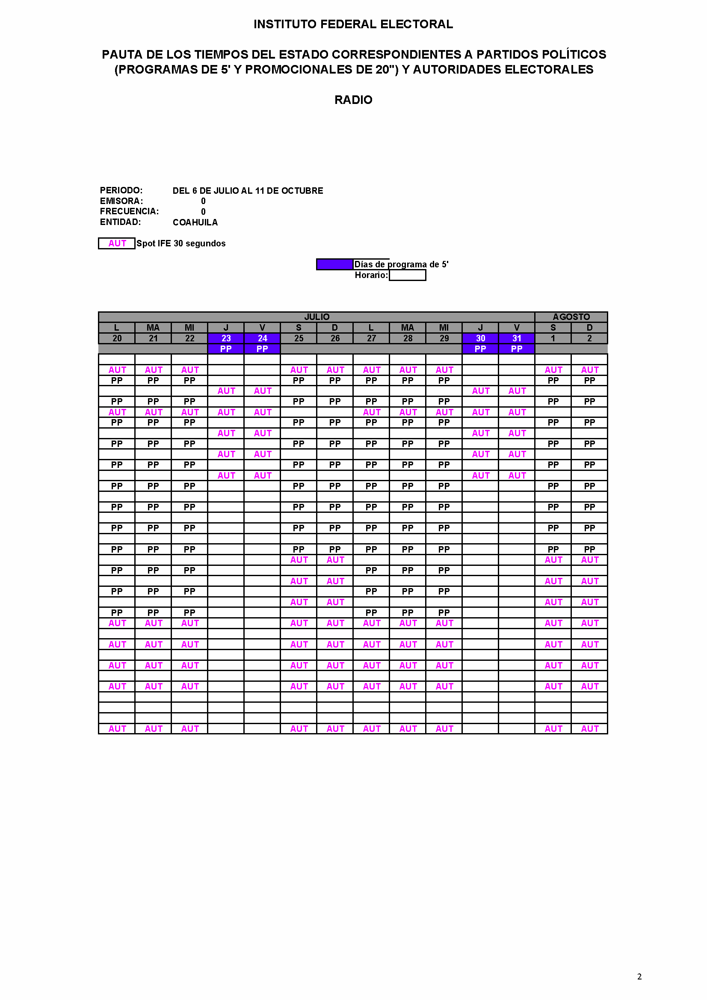 INSTITUTO FEDERAL ELECTORAL
PAUTA DE LOS TIEMPOS DEL ESTADO CORRESPONDIENTES A PARTIDOS POLÍTICOS
(PROGRAMAS DE 5' Y PROMOCIONALES DE 20") Y AUTORIDADES ELECTORALES
RADIO
PERIODO: DEL 6 DE JULIO AL 11 DE OCTUBRE
EMISORA: 0
FRECUENCIA: 0
ENTIDAD: COAHUILA
AUT Spot IFE 30 segundos
Días de programa de 5'
Horario:
JULIO AGOSTO
L MA MI J V S D L MA MI J V S D
20 21 22 23 24 25 26 27 28 29 30 31 1 2
PP PP PP PP
AUT AUT AUT AUT AUT AUT AUT AUT AUT AUT
PP PP PP PP PP PP PP PP PP PP
AUT AUT AUT AUT
PP PP PP PP PP PP PP PP PP PP
AUT AUT AUT AUT AUT AUT AUT AUT AUT AUT
PP PP PP PP PP PP PP PP PP PP
AUT AUT AUT AUT
PP PP PP PP PP PP PP PP PP PP
AUT AUT AUT AUT
PP PP PP PP PP PP PP PP PP PP
AUT AUT AUT AUT
PP PP PP PP PP PP PP PP PP PP
PP PP PP PP PP PP PP PP PP PP
PP PP PP PP PP PP PP PP PP PP
PP PP PP PP PP PP PP PP PP PP
AUT AUT AUT AUT
PP PP PP PP PP PP
AUT AUT AUT AUT
PP PP PP PP PP PP
AUT AUT AUT AUT
PP PP PP PP PP PP
AUT AUT AUT AUT AUT AUT AUT AUT AUT AUT
AUT AUT AUT AUT AUT AUT AUT AUT AUT AUT
AUT AUT AUT AUT AUT AUT AUT AUT AUT AUT
AUT AUT AUT AUT AUT AUT AUT AUT AUT AUT
AUT AUT AUT AUT AUT AUT AUT AUT AUT AUT
2